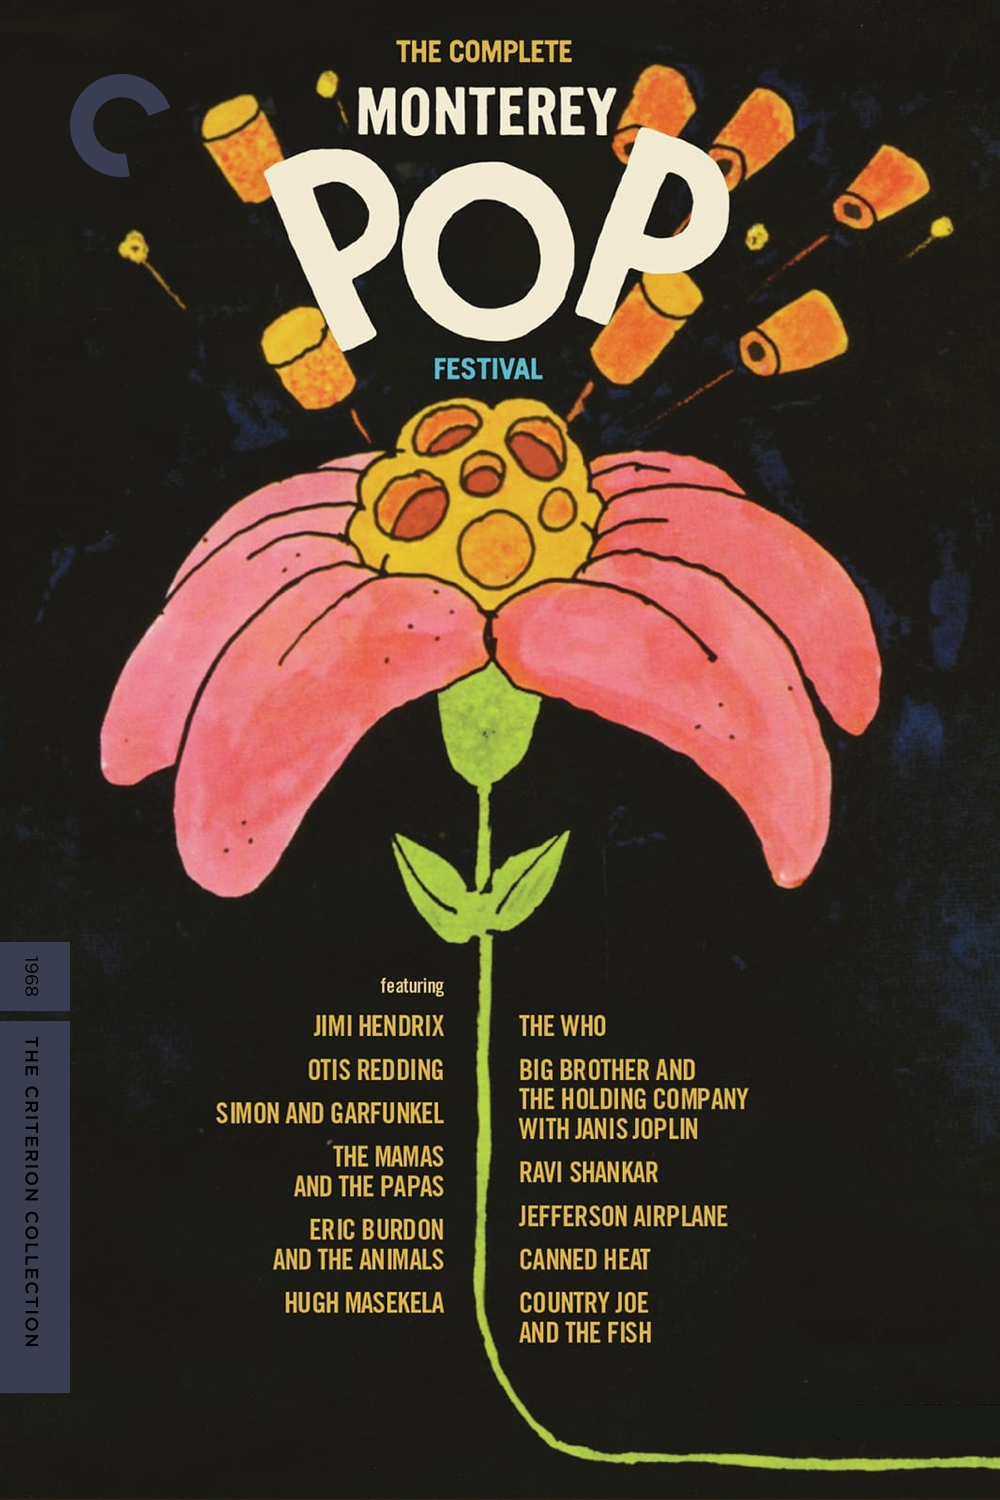 THE COMPLETE
MONTEREY
POP
FESTIVAL
featuring
JIMI HENDRIX
OTIS REDDING
SIMON AND GARFUNKEL
THE MAMAS
AND THE PAPAS
ERIC BURDON
AND THE ANIMALS
HUGH MASEKELA
THE WHO
BIG BROTHER AND
THE HOLDING COMPANY
WITH JANIS JOPLIN
RAVI SHANKAR
JEFFERSON AIRPLANE
CANNED HEAT
COUNTRY JOE
AND THE FISH
1968
THE CRITERION COLLECTION